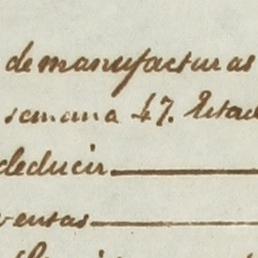 de manufacturas
semana 47. Estad
deducir
ventas